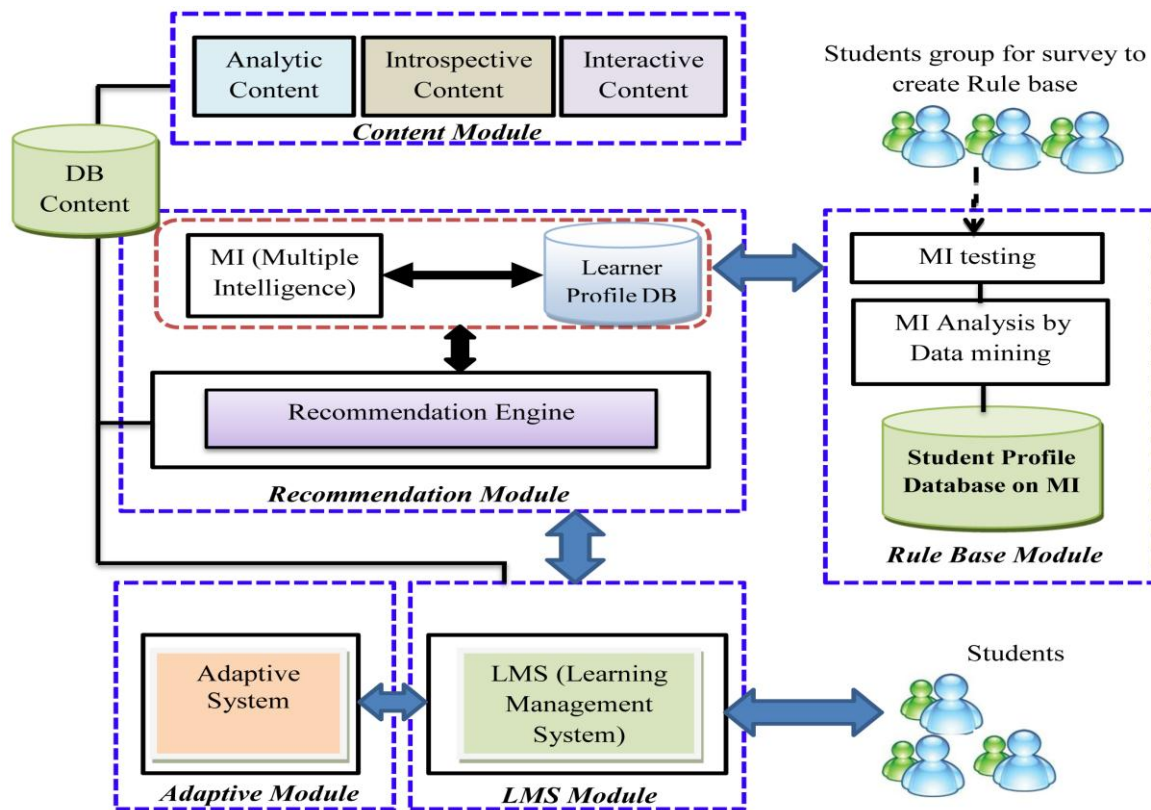 Analytic
Content
Introspective
Content
Interactive
Content
Content Module
Students group for survey to
create Rule base
DB
Content
MI (Multiple
Intelligence)
Learner
Profile DB
Recommendation Engine
Recommendation Module
MI testing
MI Analysis by
Data mining
Student Profile
Database on MI
Rule Base Module
Adaptive
System
Adaptive Module
LMS (Learning
Management
System)
LMS Module
Students